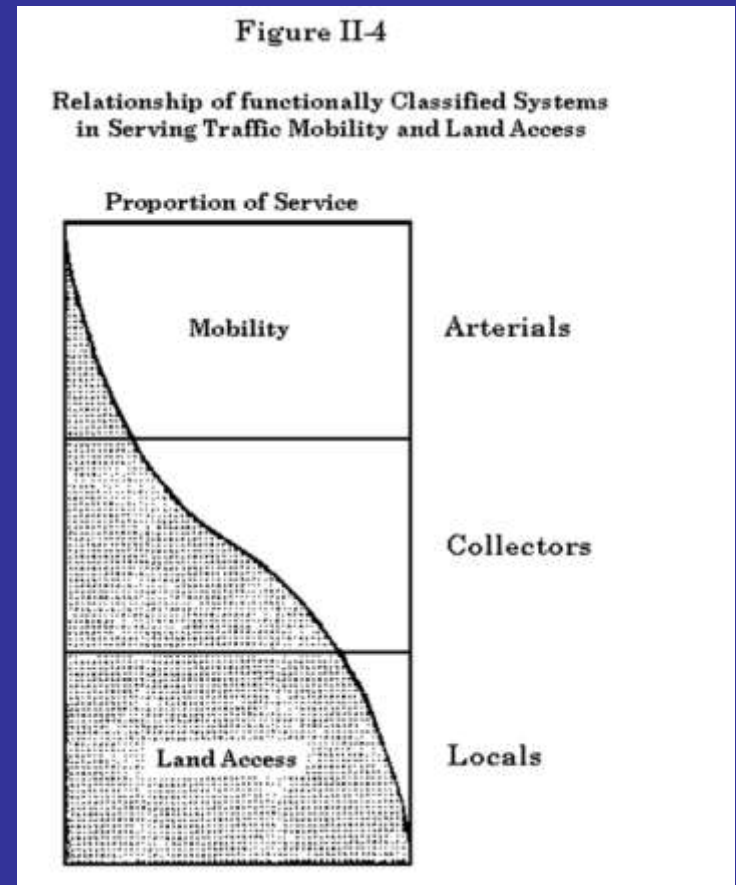 Figure II-4
Relationship of functionally Classified Systems
in Serving Traffic Mobility and Land Access
Proportion of Service
Mobility
Arterials
Collectors
Land Access
Locals